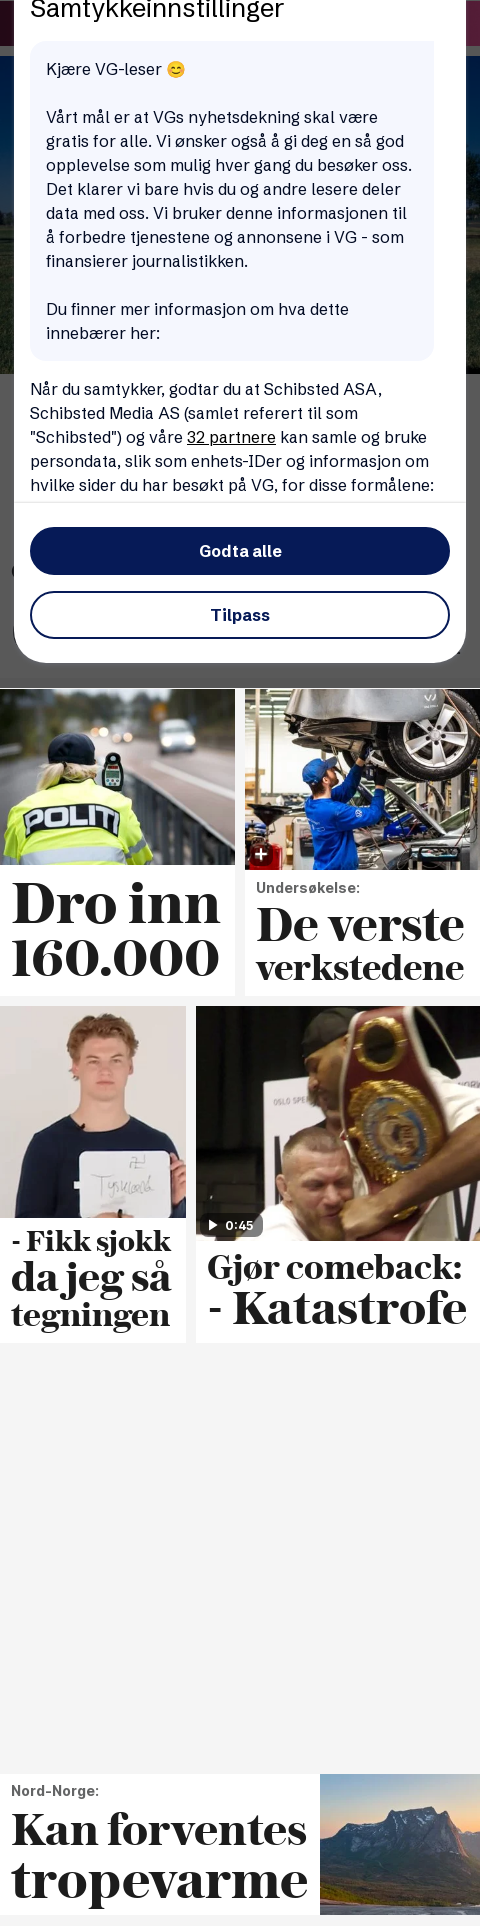 Samtykkeinnstillinger
Kjære VG-leser 😊
Vårt mål er at VGs nyhetsdekning skal være
gratis for alle. Vi ønsker også å gi deg en så god
opplevelse som mulig hver gang du besøker oss.
Det klarer vi bare hvis du og andre lesere deler
data med oss. Vi bruker denne informasjonen til
å forbedre tjenestene og annonsene i VG - som
finansierer journalistikken.
Du finner mer informasjon om hva dette
innebærer her:
Når du samtykker, godtar du at Schibsted ASA,
Schibsted Media AS (samlet referert til som
"Schibsted") og våre 32 partnere kan samle og bruke
persondata, slik som enhets-IDer og informasjon om
hvilke sider du har besøkt på VG, for disse formålene:
Godta alle
Tilpass
POLITI
Dro inn
160.000
Undersøkelse:
De verste
verkstedene
Tyskland
- Fikk sjokk
da jeg så
tegningen
OSLO SPE
0:45
Gjør comeback:
- Katastrofe
Nord-Norge:
Kan forventes
tropevarme